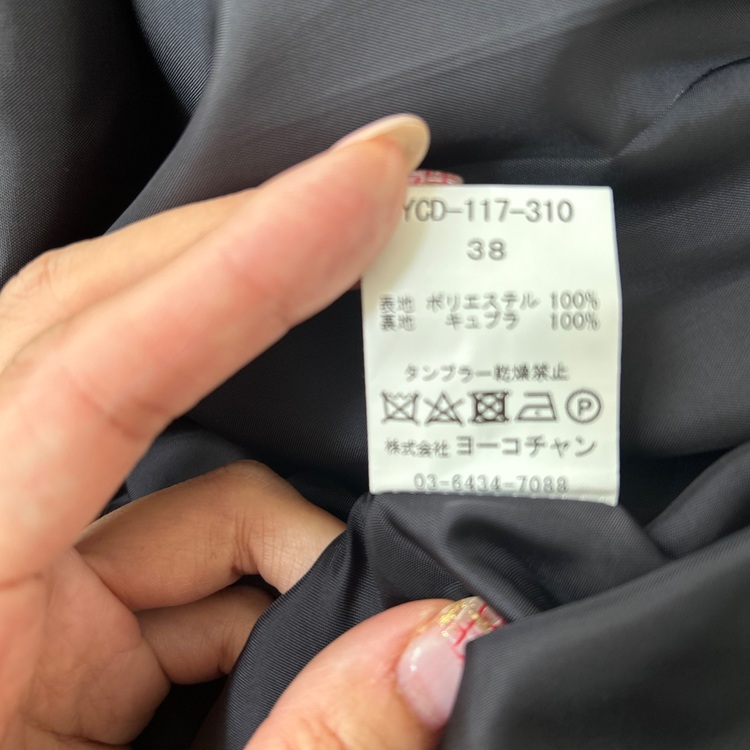 YCD-117-310
38
表地 ポリエステル 100%
裏地 キュプラ 100%
タンブラー乾燥禁止
P
株式会社 ヨーコチャン
03-6434-7088